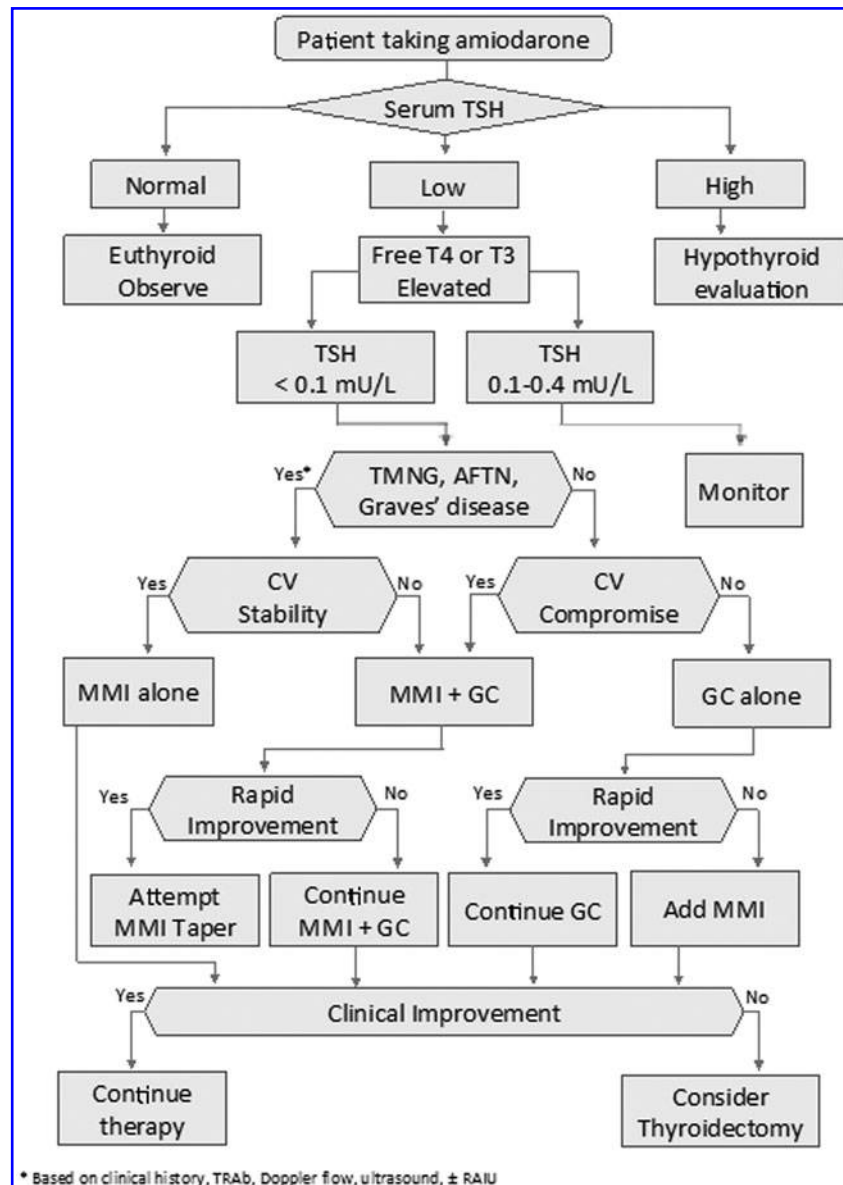 Patient taking amiodarone
Serum TSH
Normal
Low
High
Euthyroid
Observe
Free T4 or T3
Elevated
Hypothyroid
evaluation
TSH
< 0.1 mU/L
TSH
0.1-0.4 mU/L
Yes*
TMNG, AFTN,
Graves' disease
No
Monitor
Yes
CV
Stability
No
Yes
CV
Compromise
No
MMI alone
MMI + GC
GC alone
Yes
Rapid
Improvement
No
Yes
Rapid
Improvement
No
Attempt
MMI Taper
Continue
MMI + GC
Continue GC
Add MMI
Yes
Clinical Improvement
No
Continue
therapy
Consider
Thyroidectomy
* Based on clinical history, TRAb, Doppler flow, ultrasound, ± RAIU